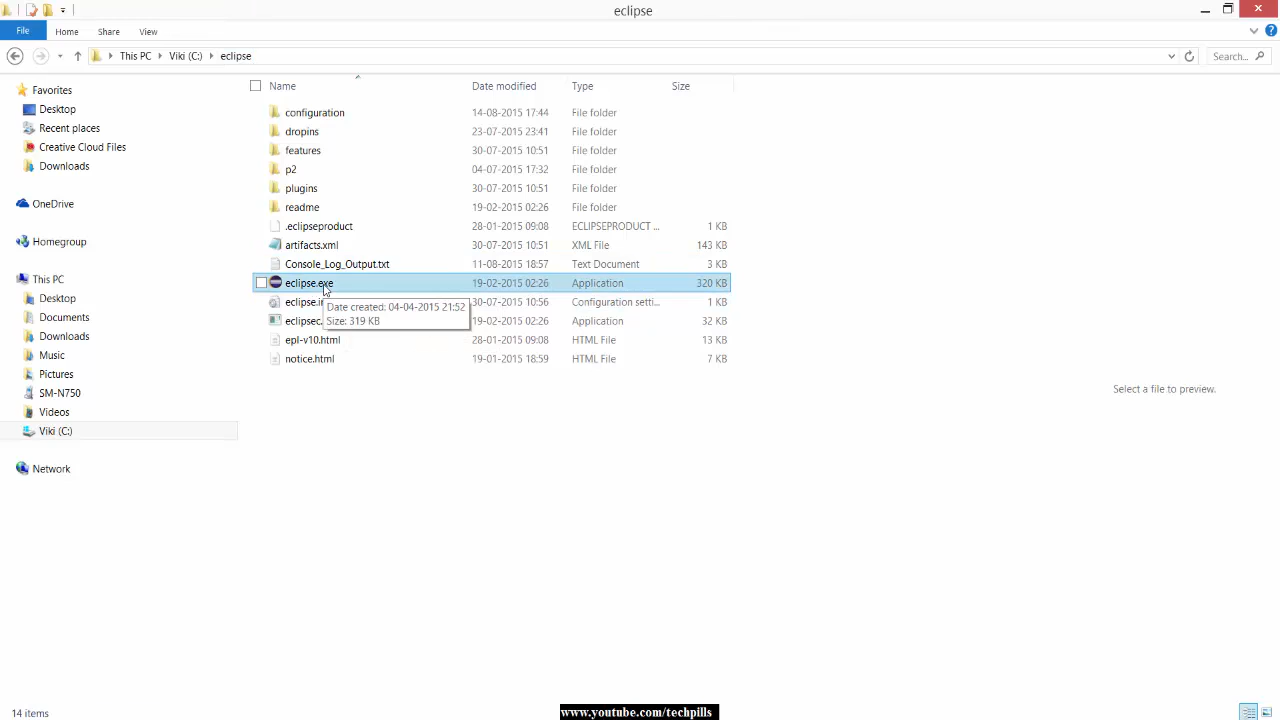 eclipse
File Home Share View
This PC Viki (C:) eclipse Search...
Name Date modified Type Size
Favorites
Desktop
Recent places
Creative Cloud Files
Downloads
OneDrive
Homegroup
This PC
Desktop
Documents
Downloads
Music
Pictures
SM-N750
Videos
Viki (C:)
Network
configuration 14-08-2015 17:44 File folder
dropins 23-07-2015 23:41 File folder
features 30-07-2015 10:51 File folder
p2 04-07-2015 17:32 File folder
plugins 30-07-2015 10:51 File folder
readme 19-02-2015 02:26 File folder
.eclipseproduct 28-01-2015 09:08 ECLIPSEPRODUCT ... 1 KB
artifacts.xml 30-07-2015 10:51 XML File 143 KB
Console_Log_Output.txt 11-08-2015 18:57 Text Document 3 KB
eclipse.exe 19-02-2015 02:26 Application 320 KB
eclipse.i 30-07-2015 10:56 Configuration setti... 1 KB
Date created: 04-04-2015 21:52
Size: 319 KB
eclipsec. 19-02-2015 02:26 Application 32 KB
epl-v10.html 28-01-2015 09:08 HTML File 13 KB
notice.html 19-01-2015 18:59 HTML File 7 KB
Select a file to preview.
14 items
www.youtube.com/techpills